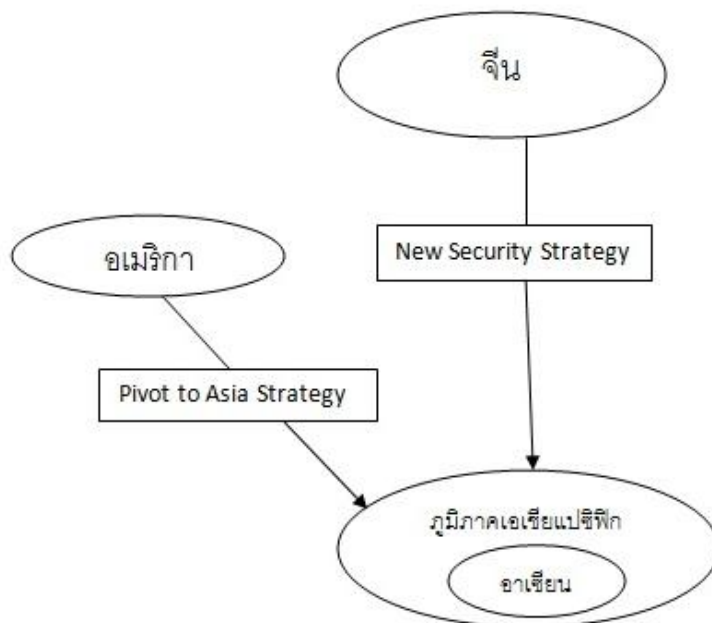 จีน
อเมริกา
New Security Strategy
Pivot to Asia Strategy
ภูมิภาคเอเชียแปซิฟิก
อาเซียน